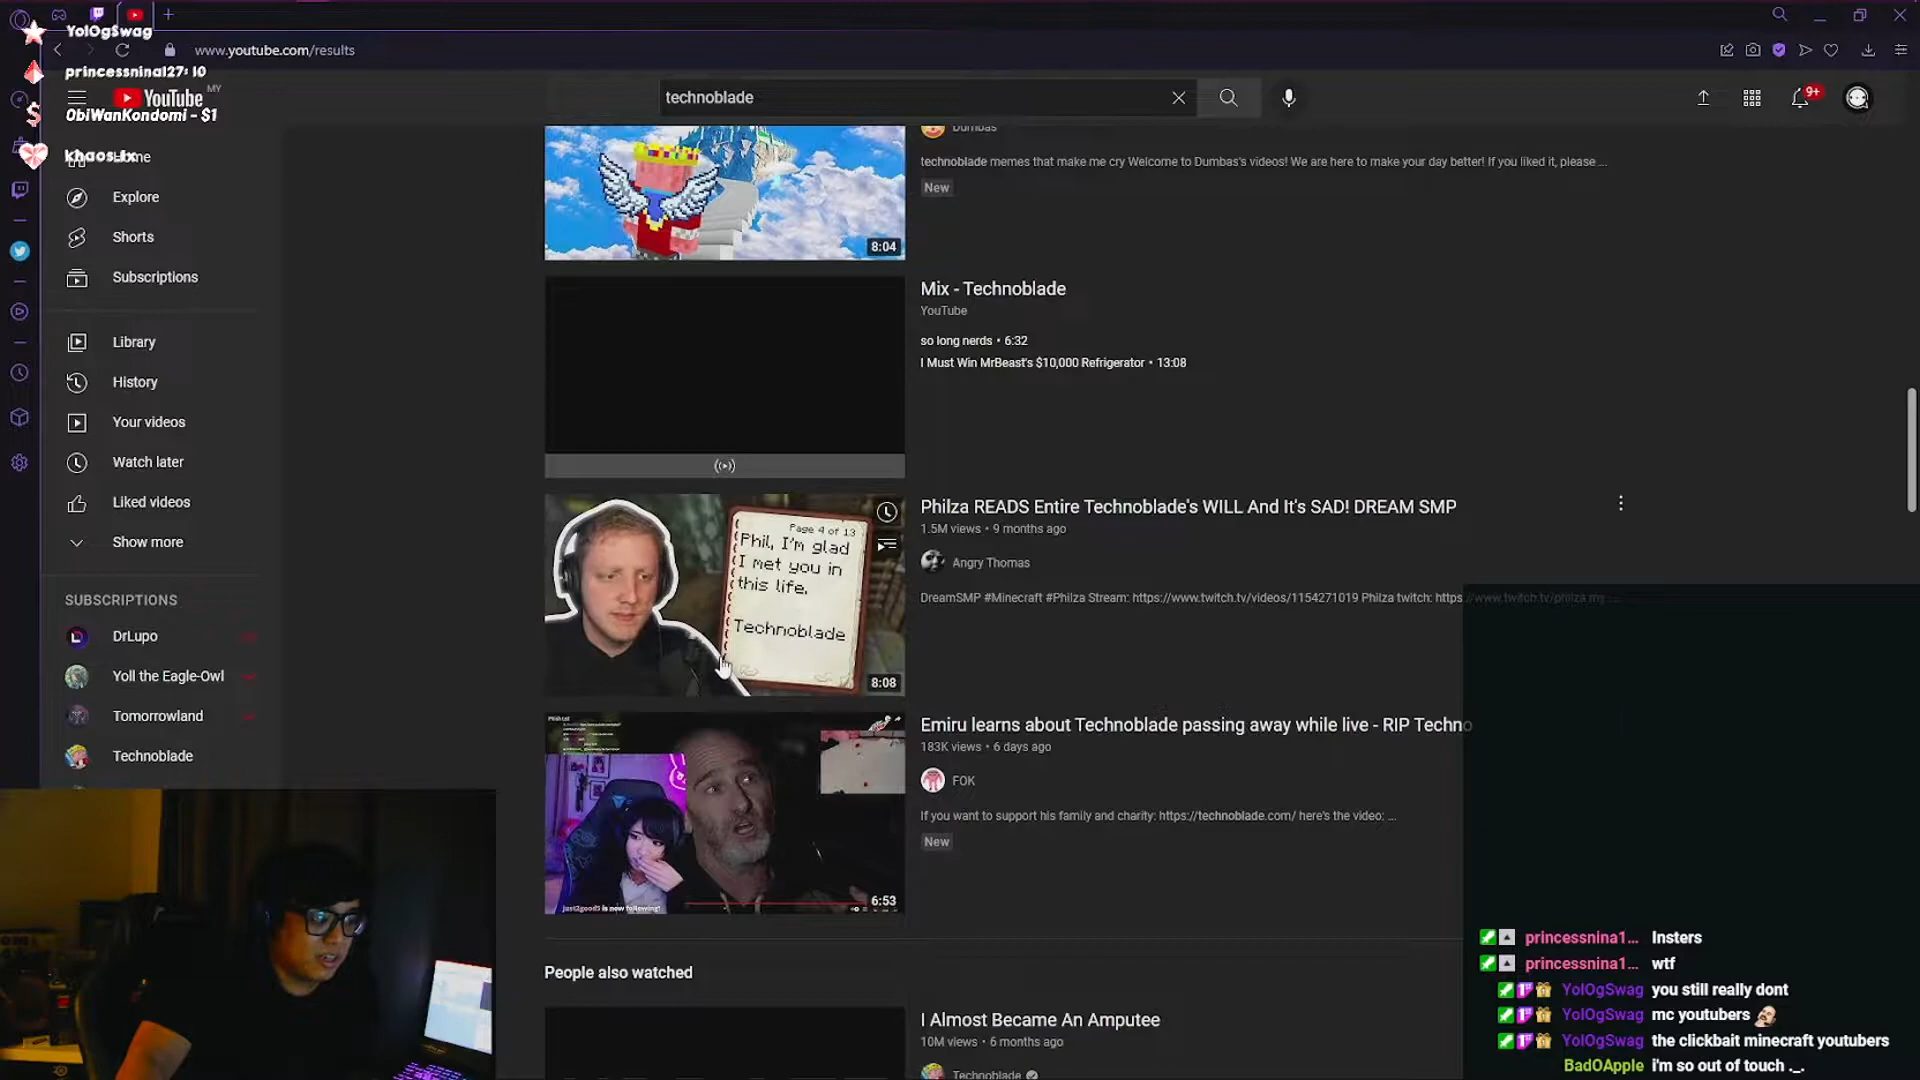 YolOgSwag
www.youtube.com/results
princessnina127: 10
YouTube
MY
technoblade
9+
ObiWanKondomi - $1
khaos_ix
Home
Explore
Shorts
Subscriptions
Library
History
Your videos
Watch later
Liked videos
Show more
SUBSCRIPTIONS
DrLupo
Yoll the Eagle-Owl
Tomorrowland
Technoblade
Dumbas
technoblade memes that make me cry Welcome to Dumbas's videos! We are here to make your day better! If you liked it, please ...
New
8:04
Mix - Technoblade
YouTube
so long nerds • 6:32
I Must Win MrBeast's $10,000 Refrigerator • 13:08
Page 4 of 13
Phil, I'm glad
I met you in
this life.
Technoblade
8:08
Philza READS Entire Technoblade's WILL And It's SAD! DREAM SMP
1.5M views • 9 months ago
Angry Thomas
DreamSMP #Minecraft #Philza Stream: https://www.twitch.tv/videos/1154271019 Philza twitch: https://www.twitch.tv/philza my ...
just2good5 is now following!
6:53
Emiru learns about Technoblade passing away while live - RIP Techno
183K views • 6 days ago
FOK
If you want to support his family and charity: https://technoblade.com/ here's the video: ...
New
People also watched
I Almost Became An Amputee
10M views • 6 months ago
Technoblade
princessnina1... Insters
princessnina1... wtf
YolOgSwag you still really dont
YolOgSwag mc youtubers
YolOgSwag the clickbait minecraft youtubers
BadOApple i'm so out of touch ._.